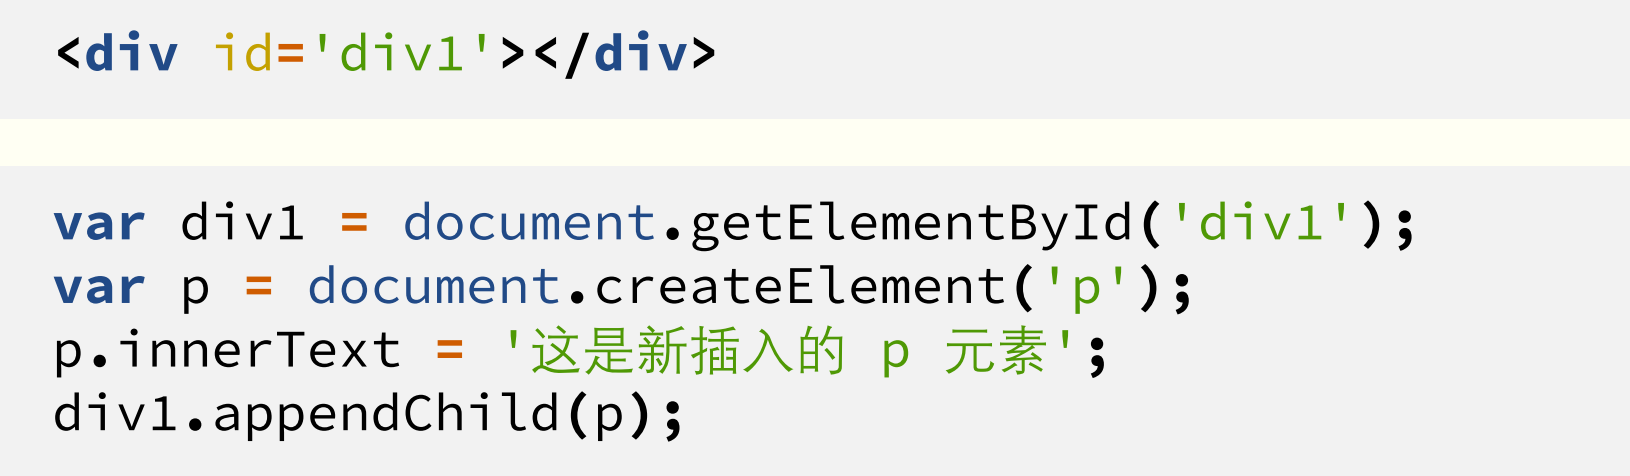 <div id='div1'></div>
var div1 = document.getElementById('div1');
var p = document.createElement('p');
p.innerText = '这是新插入的 p 元素';
div1.appendChild(p);